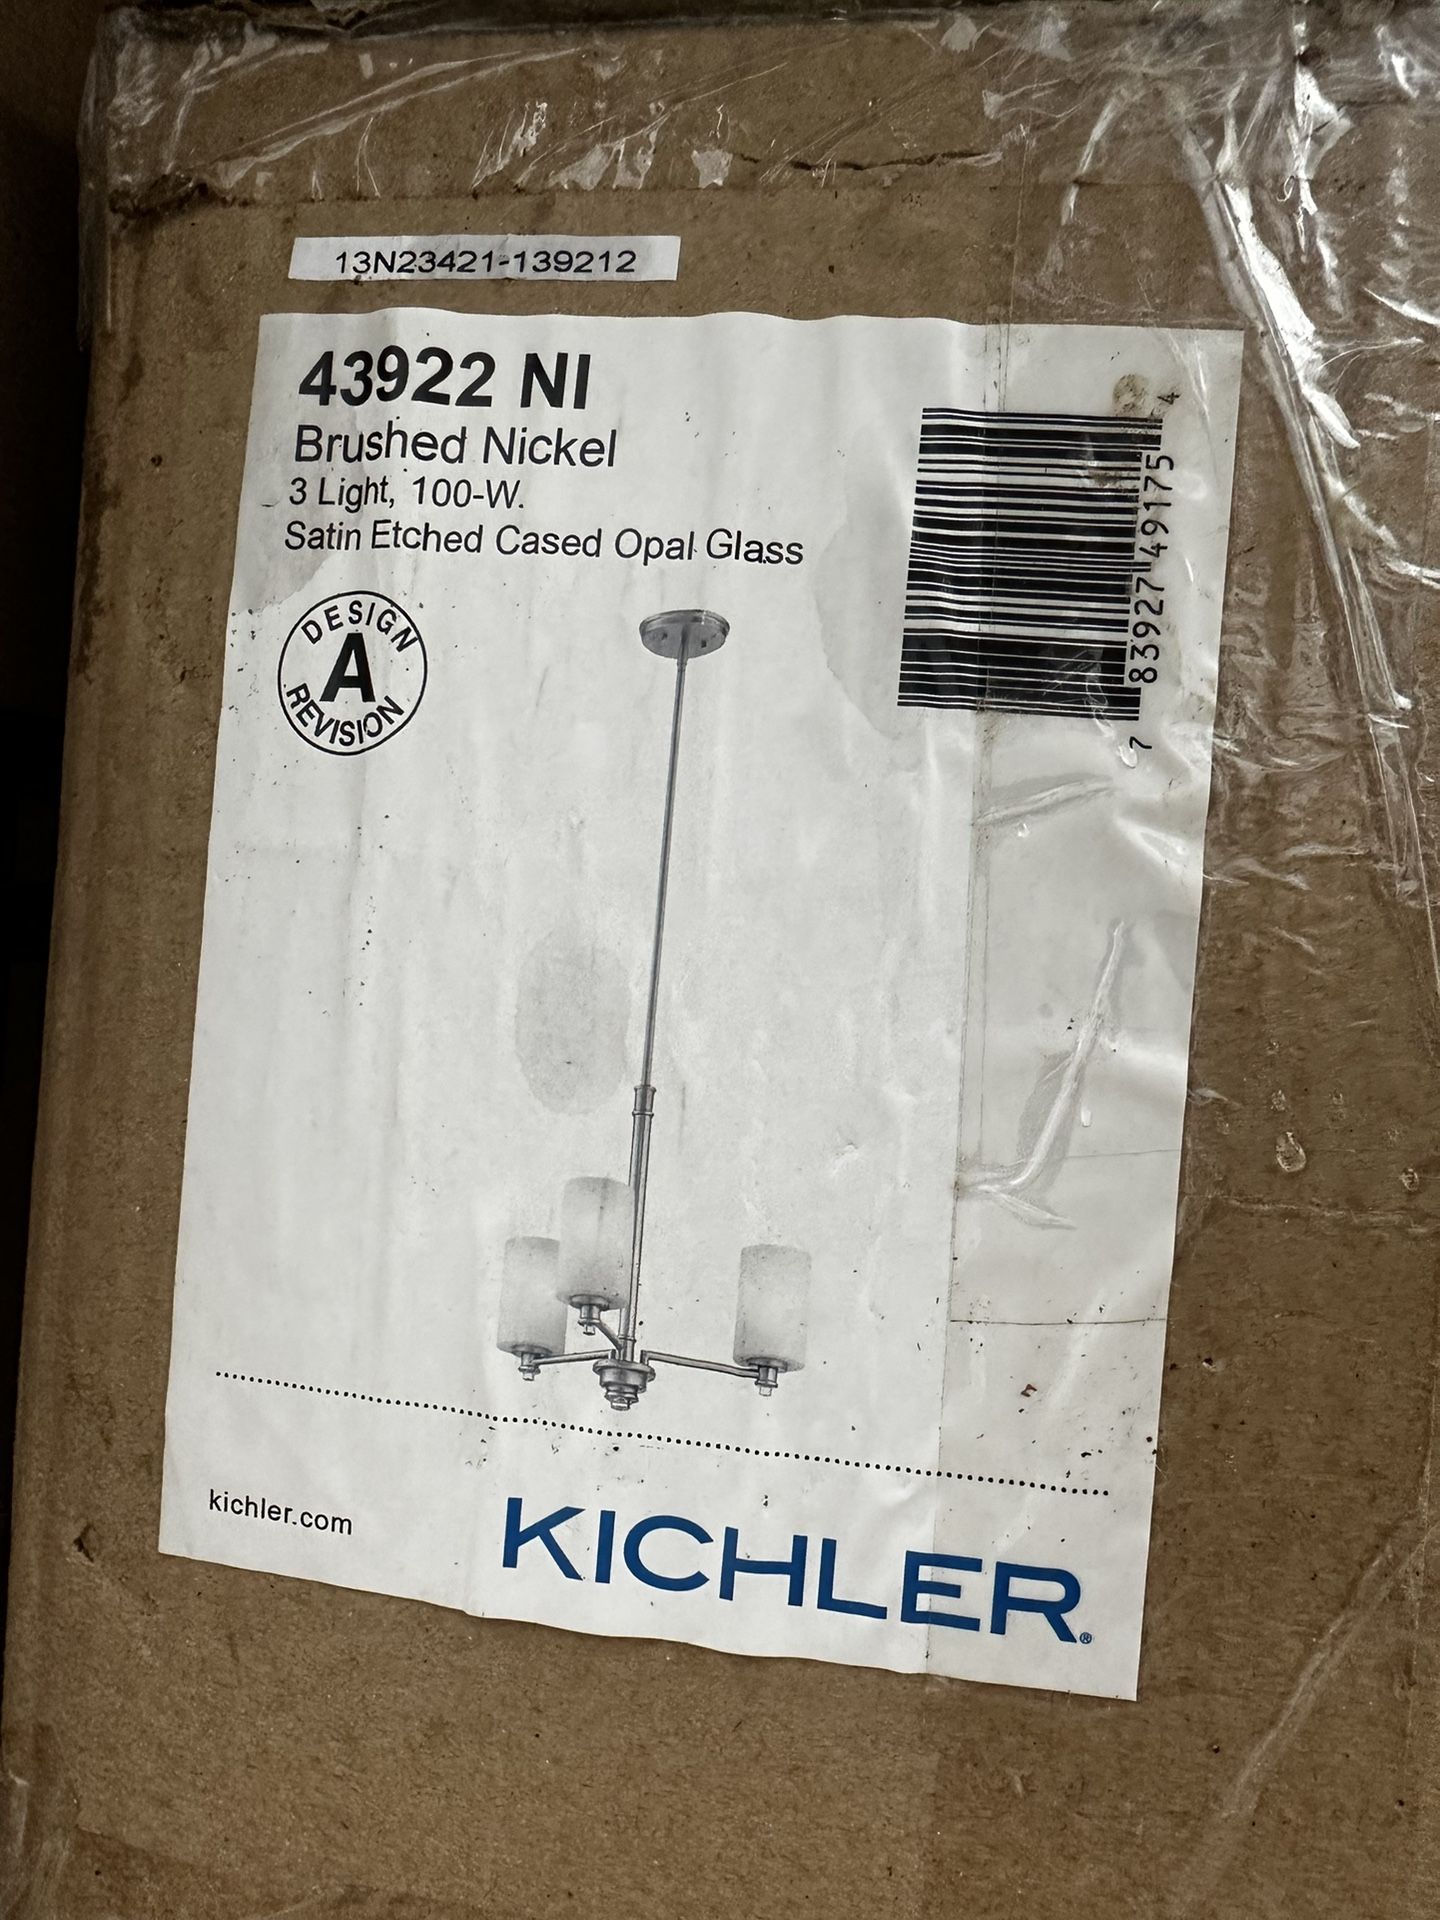 13N23421-139212
43922 NI
Brushed Nickel
3 Light, 100-W.
Satin Etched Cased Opal Glass
DESIGN
A
REVISION
7 83927 49175 4
kichler.com
KICHLER®